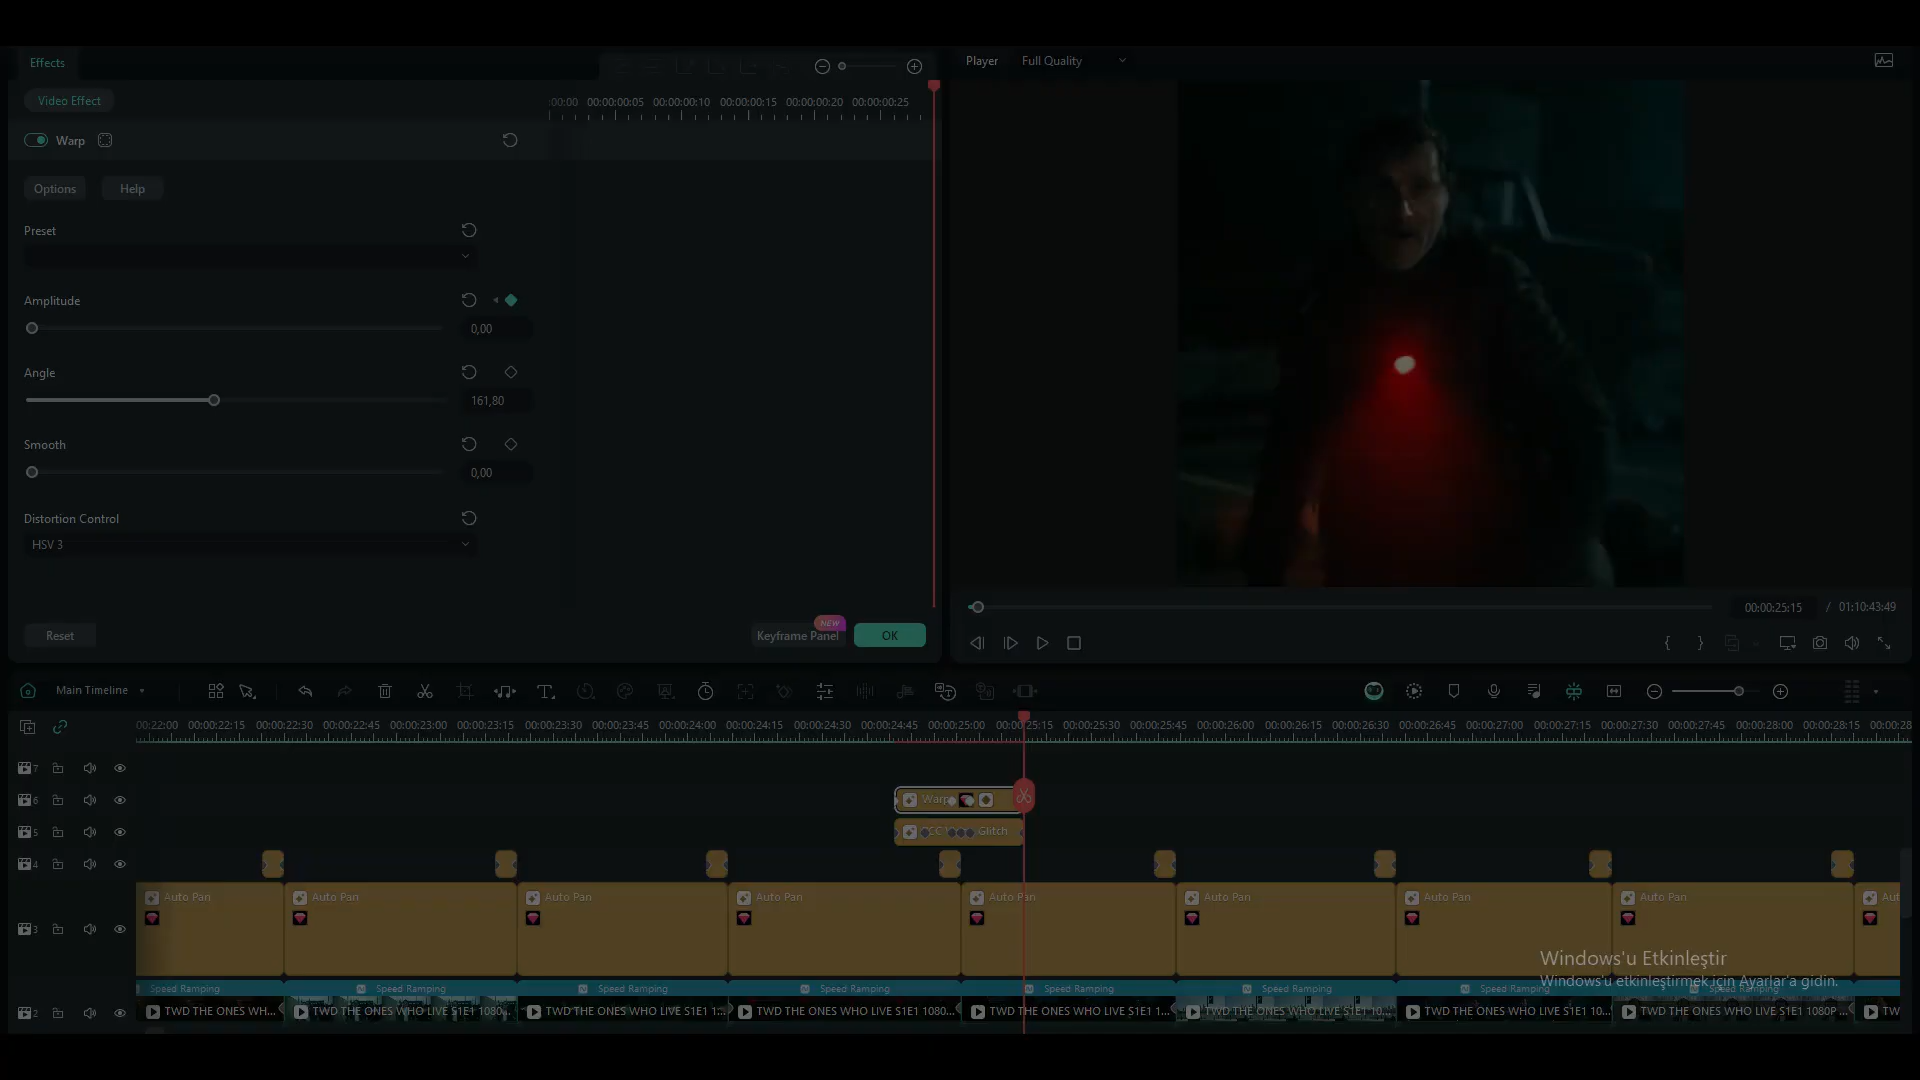 Effects
Player
Full Quality
Video Effect
:00:00 00:00:00:05 00:00:00:10 00:00:00:15 00:00:00:20 00:00:00:25
Warp
Options
Help
Preset
Amplitude
0,00
Angle
161,80
Smooth
0,00
Distortion Control
HSV 3
Reset
NEW
Keyframe Panel
OK
00:00:25:15 / 01:10:43:49
Main Timeline
00:22:00 00:00:22:15 00:00:22:30 00:00:22:45 00:00:23:00 00:00:23:15 00:00:23:30 00:00:23:45 00:00:24:00 00:00:24:15 00:00:24:30 00:00:24:45 00:00:25:00 00:00:25:15 00:00:25:30 00:00:25:45 00:00:26:00 00:00:26:15 00:00:26:30 00:00:26:45 00:00:27:00 00:00:27:15 00:00:27:30 00:00:27:45 00:00:28:00 00:00:28:15 00:00:28
7
6
Warp
5
Glitch
4
Auto Pan Auto Pan Auto Pan Auto Pan Auto Pan Auto Pan Auto Pan Auto Pan Aut
3
Windows'u Etkinleştir
Windows'u etkinleştirmek için Ayarlar'a gidin.
Speed Ramping Speed Ramping Speed Ramping Speed Ramping Speed Ramping Speed Ramping Speed Ramping Speed Ramping
2
TWD THE ONES WH... TWD THE ONES WHO LIVE S1E1 1080... TWD THE ONES WHO LIVE S1E1 1... TWD THE ONES WHO LIVE S1E1 1080... TWD THE ONES WHO LIVE S1E1 1... TWD THE ONES WHO LIVE S1E1 10... TWD THE ONES WHO LIVE S1E1 10... TWD THE ONES WHO LIVE S1E1 1080P ... TW